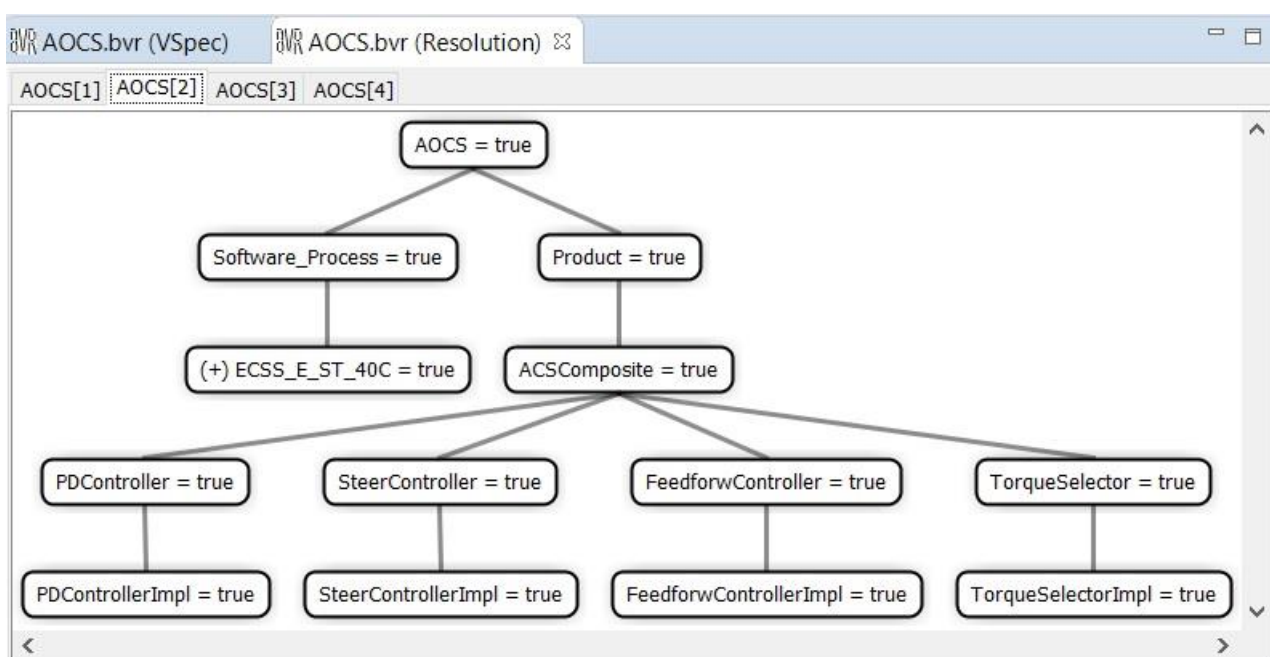 BVR AOCS.bvr (VSpec) BVR AOCS.bvr (Resolution)
AOCS[1] AOCS[2] AOCS[3] AOCS[4]
AOCS = true
Software_Process = true Product = true
(+) ECSS_E_ST_40C = true ACSComposite = true
PDController = true SteerController = true FeedforwController = true TorqueSelector = true
PDControllerImpl = true SteerControllerImpl = true FeedforwControllerImpl = true TorqueSelectorImpl = true